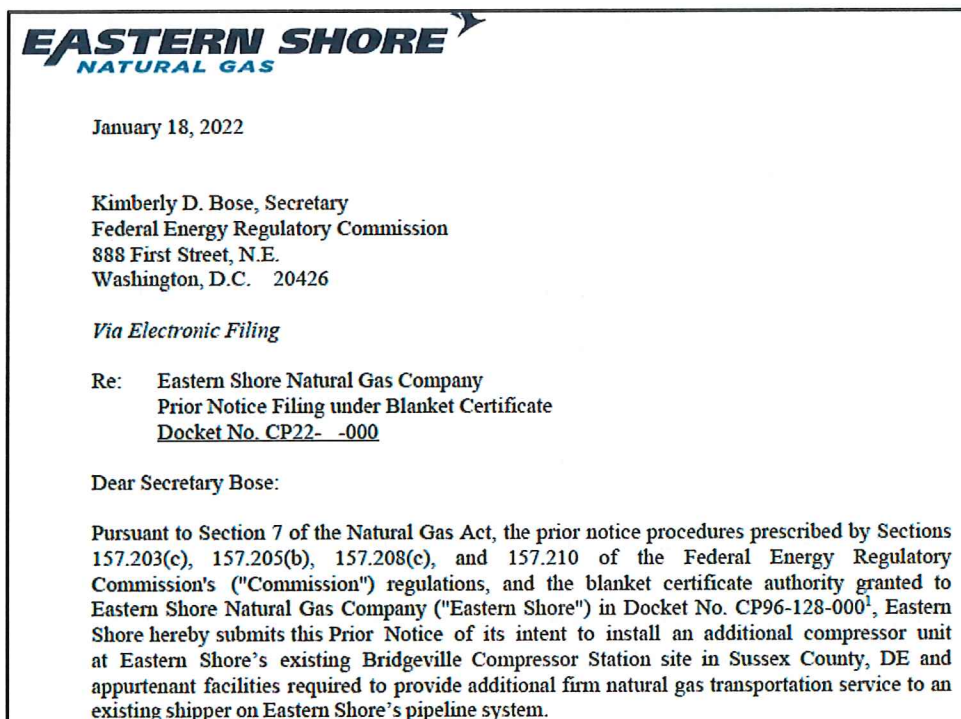 EASTERN SHORE
NATURAL GAS
January 18, 2022
Kimberly D. Bose, Secretary
Federal Energy Regulatory Commission
888 First Street, N.E.
Washington, D.C. 20426
Via Electronic Filing
Re: Eastern Shore Natural Gas Company
Prior Notice Filing under Blanket Certificate
Docket No. CP22- -000
Dear Secretary Bose:
Pursuant to Section 7 of the Natural Gas Act, the prior notice procedures prescribed by Sections
157.203(c), 157.205(b), 157.208(c), and 157.210 of the Federal Energy Regulatory
Commission's ("Commission") regulations, and the blanket certificate authority granted to
Eastern Shore Natural Gas Company ("Eastern Shore") in Docket No. CP96-128-000¹, Eastern
Shore hereby submits this Prior Notice of its intent to install an additional compressor unit
at Eastern Shore’s existing Bridgeville Compressor Station site in Sussex County, DE and
appurtenant facilities required to provide additional firm natural gas transportation service to an
existing shipper on Eastern Shore’s pipeline system.